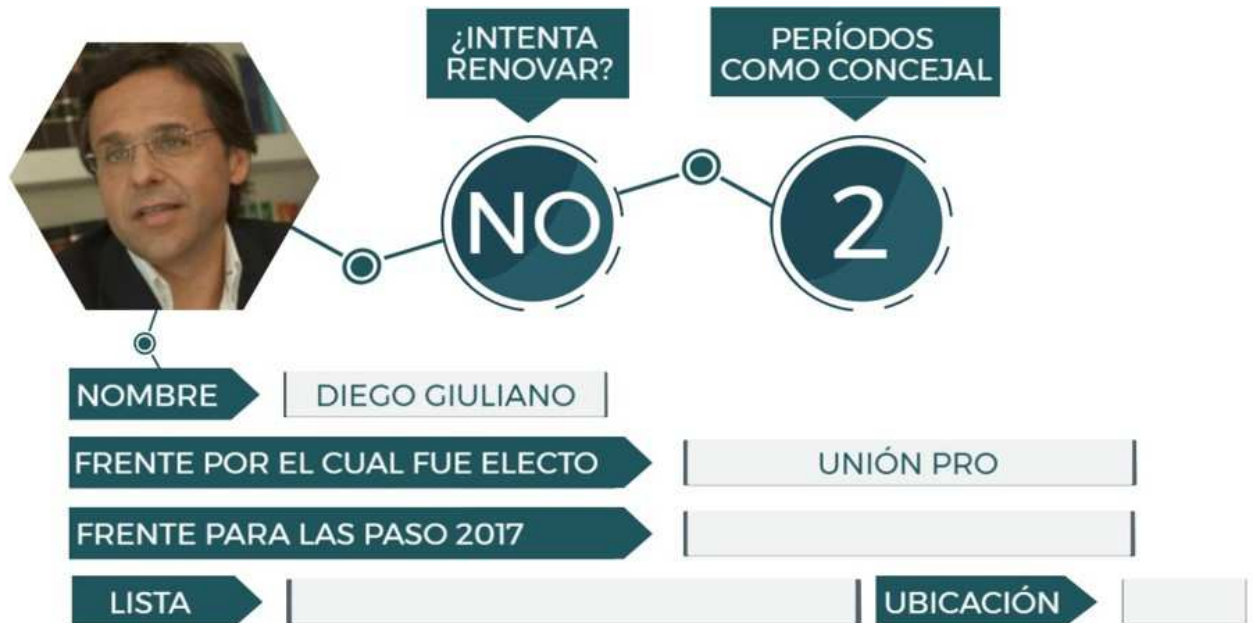 ¿INTENTA
RENOVAR?
PERÍODOS
COMO CONCEJAL
NO
2
NOMBRE
DIEGO GIULIANO
FRENTE POR EL CUAL FUE ELECTO
UNIÓN PRO
FRENTE PARA LAS PASO 2017
LISTA
UBICACIÓN